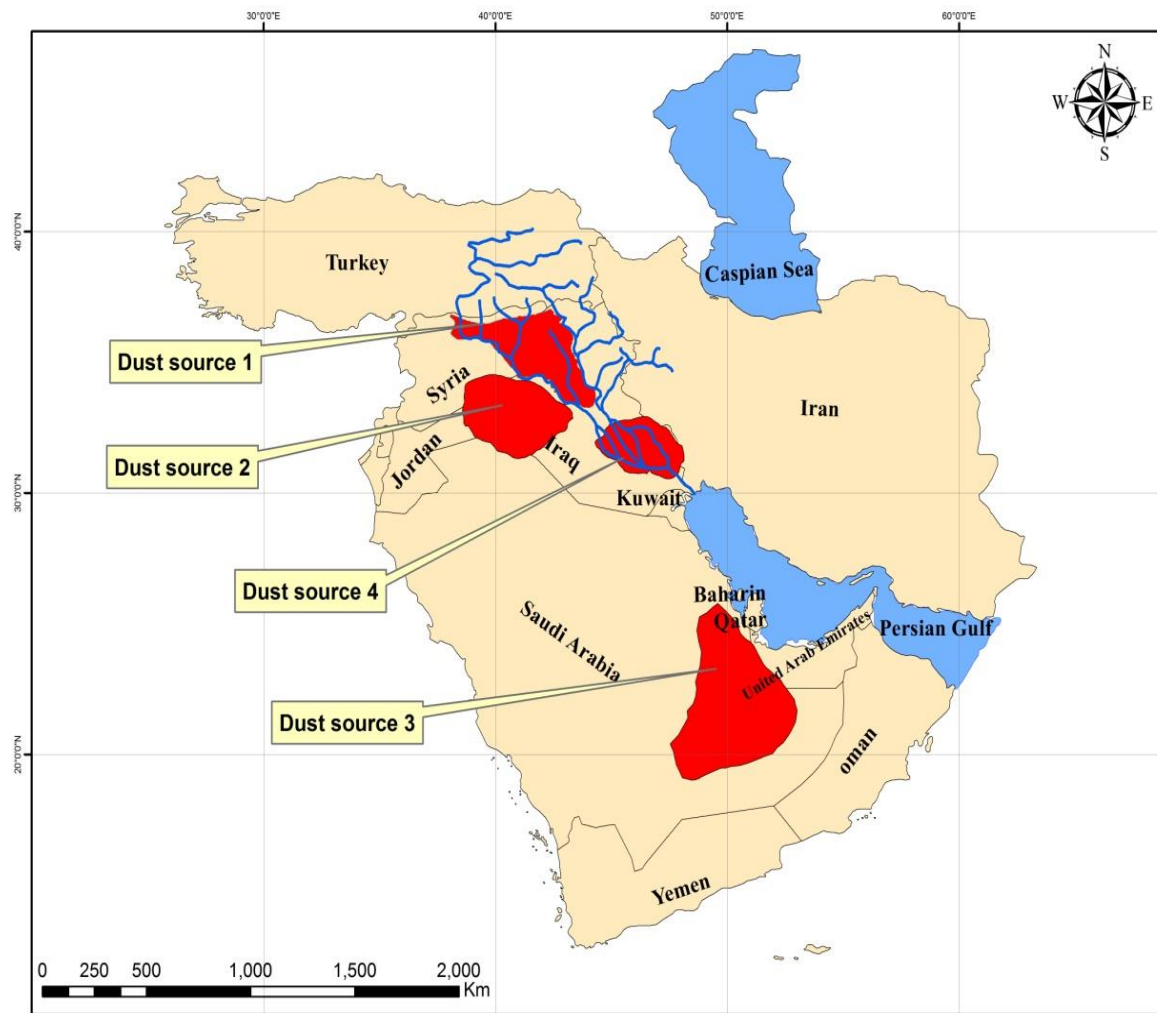 30°0'0"E
40°0'0"E
50°0'0"E
60°0'0"E
N
W E
S
40°0'0"N
Turkey
Caspian Sea
Dust source 1
Syria
Iran
Dust source 2
Jordan
Iraq
30°0'0"N
Kuwait
Dust source 4
Baharin
Qatar
Saudi Arabia
United Arab Emirates
Persian Gulf
Dust source 3
oman
20°0'0"N
Yemen
0 250 500 1,000 1,500 2,000
Km